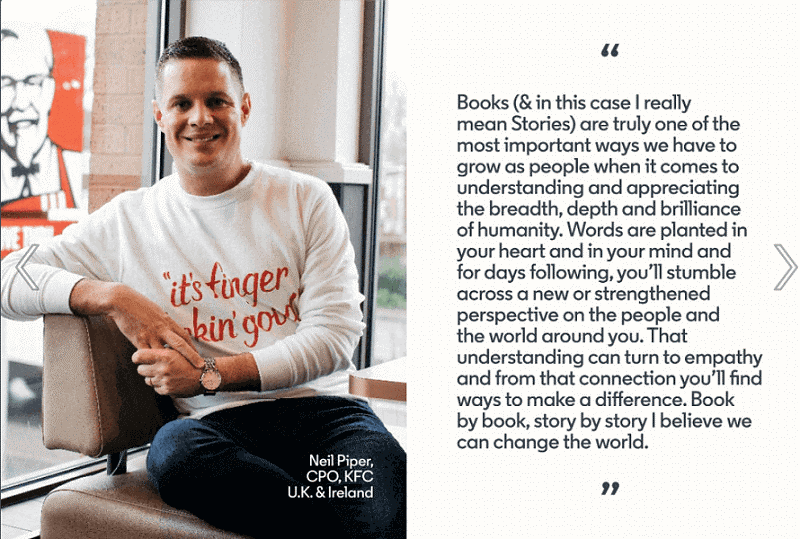 VE TO
"it's finger
kin' good"
Neil Piper,
CPO, KFC
U.K. & Ireland
“
Books (& in this case I really
mean Stories) are truly one of the
most important ways we have to
grow as people when it comes to
understanding and appreciating
the breadth, depth and brilliance
of humanity. Words are planted in
your heart and in your mind and
for days following, you’ll stumble
across a new or strengthened
perspective on the people and
the world around you. That
understanding can turn to empathy
and from that connection you’ll find
ways to make a difference. Book
by book, story by story I believe we
can change the world.
”